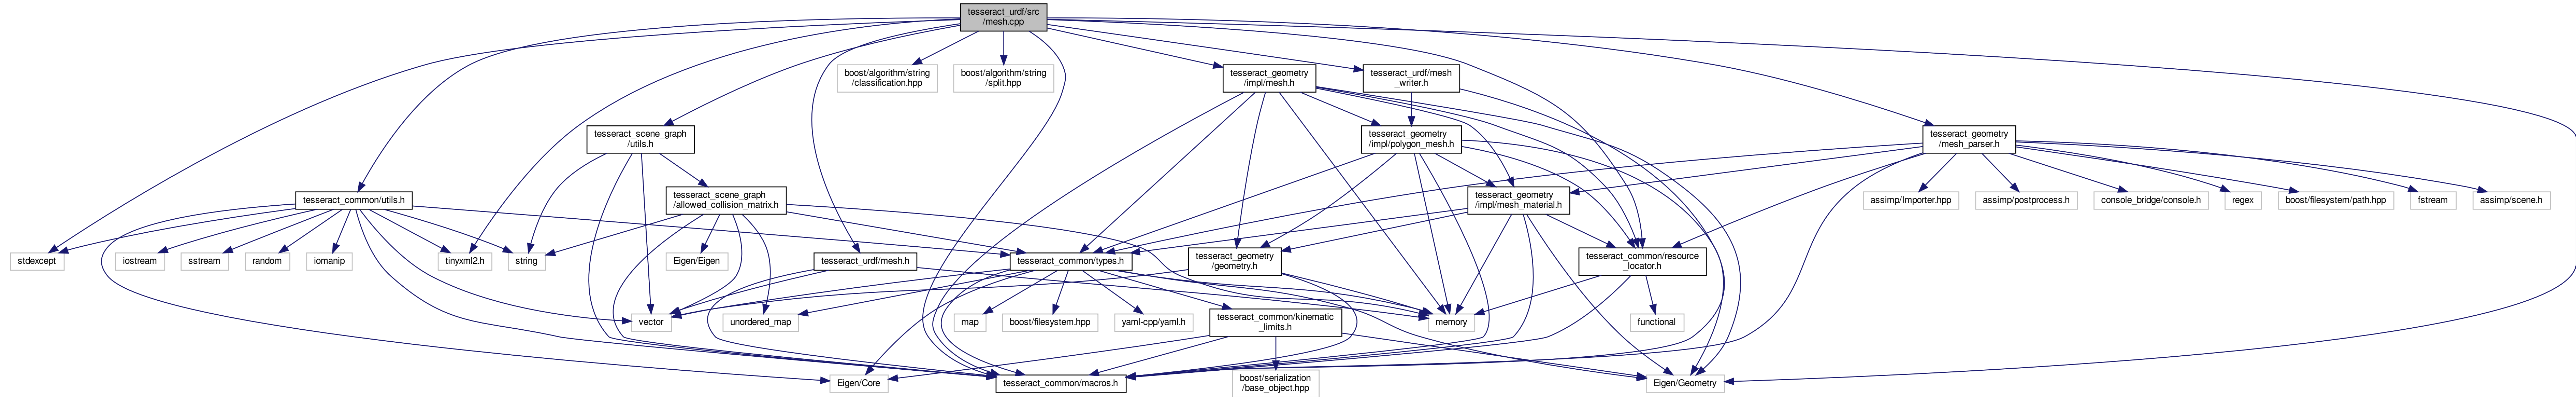 tesseract_urdf/src
/mesh.cpp
boost/algorithm/string
/classification.hpp
boost/algorithm/string
/split.hpp
tesseract_geometry
/impl/mesh.h
tesseract_urdf/mesh
_writer.h
tesseract_scene_graph
/utils.h
tesseract_geometry
/impl/polygon_mesh.h
tesseract_geometry
/mesh_parser.h
tesseract_common/utils.h
tesseract_scene_graph
/allowed_collision_matrix.h
tesseract_geometry
/impl/mesh_material.h
assimp/Importer.hpp
assimp/postprocess.h
console_bridge/console.h
regex
boost/filesystem/path.hpp
fstream
assimp/scene.h
stdexcept
iostream
sstream
random
iomanip
tinyxml2.h
string
Eigen/Eigen
tesseract_urdf/mesh.h
tesseract_common/types.h
tesseract_geometry
/geometry.h
tesseract_common/resource
_locator.h
vector
unordered_map
map
boost/filesystem.hpp
yaml-cpp/yaml.h
tesseract_common/kinematic
_limits.h
memory
functional
Eigen/Core
tesseract_common/macros.h
boost/serialization
/base_object.hpp
Eigen/Geometry